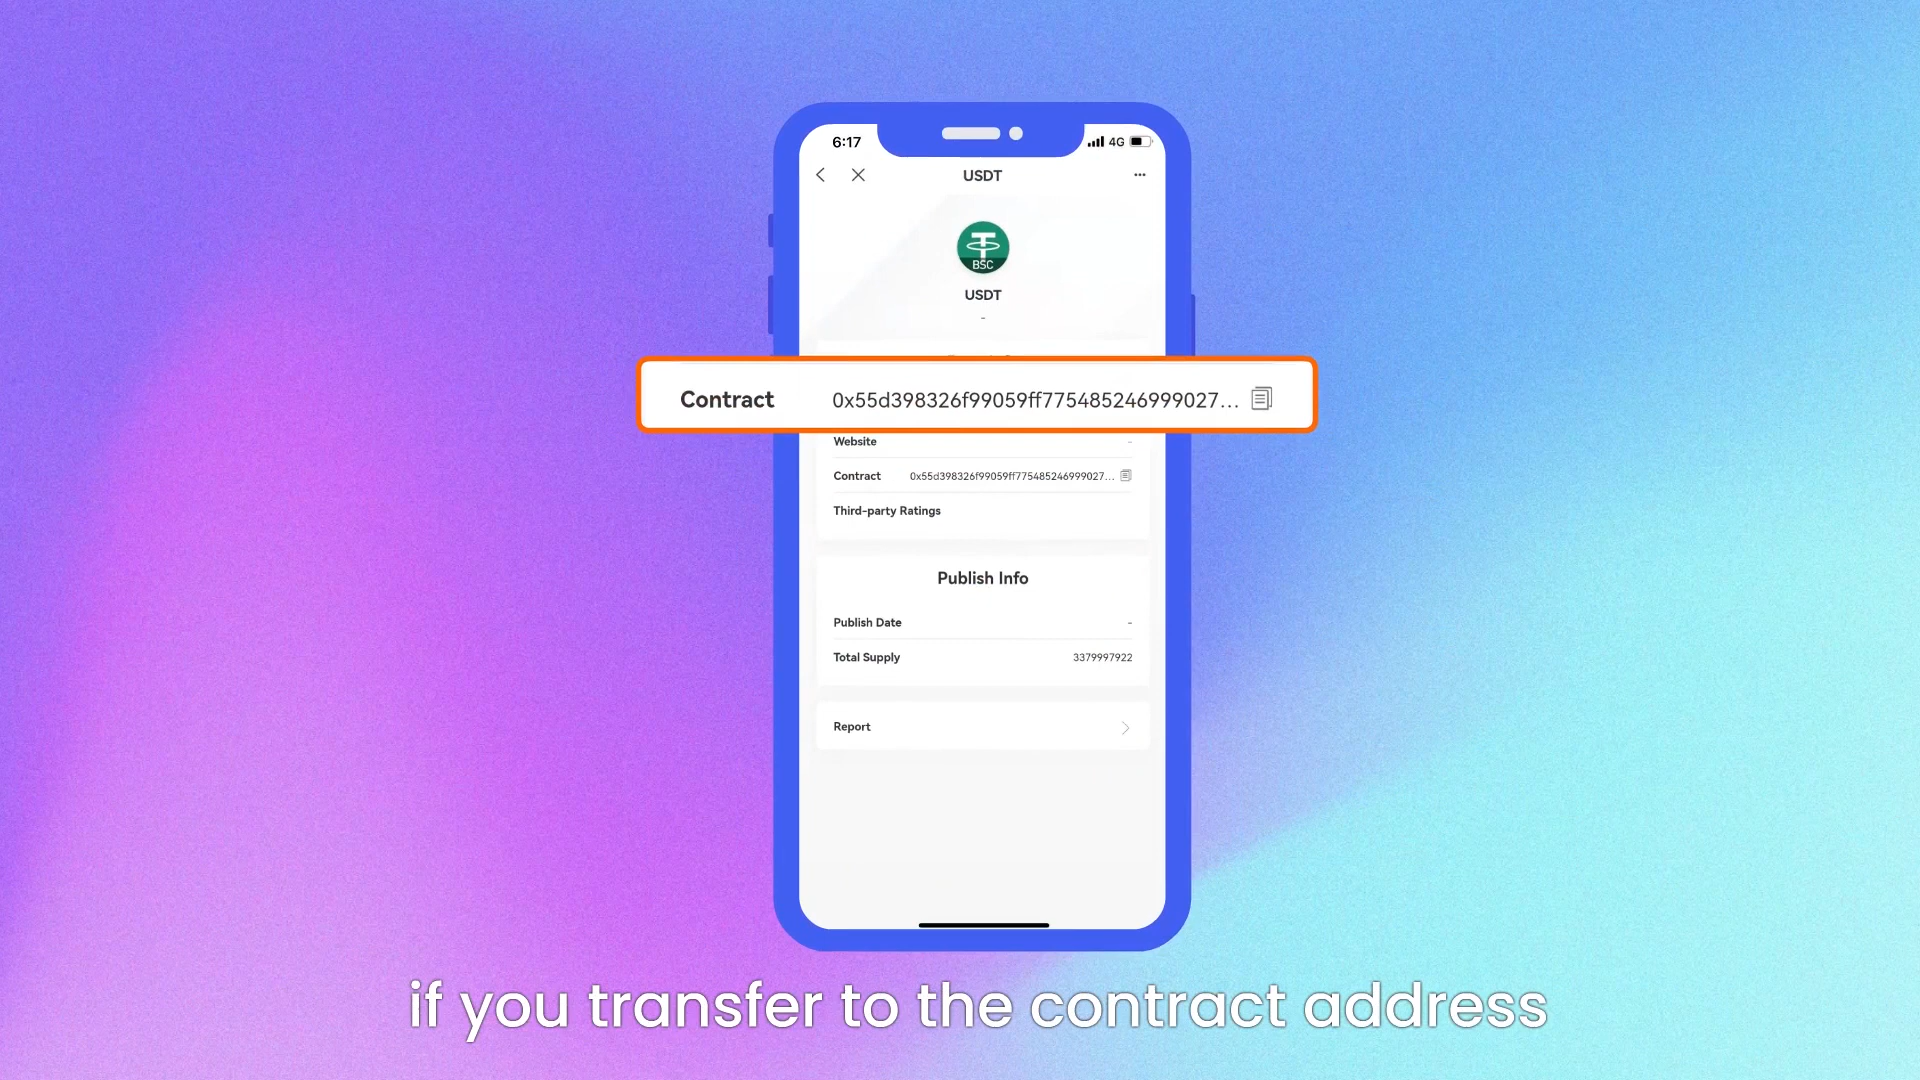 6:17
4G
USDT
BSC
USDT
-
Contract 0x55d398326f99059ff775485246999027...
Website -
Contract 0x55d398326f99059ff775485246999027...
Third-party Ratings
Publish Info
Publish Date -
Total Supply 3379997922
Report
if you transfer to the contract address